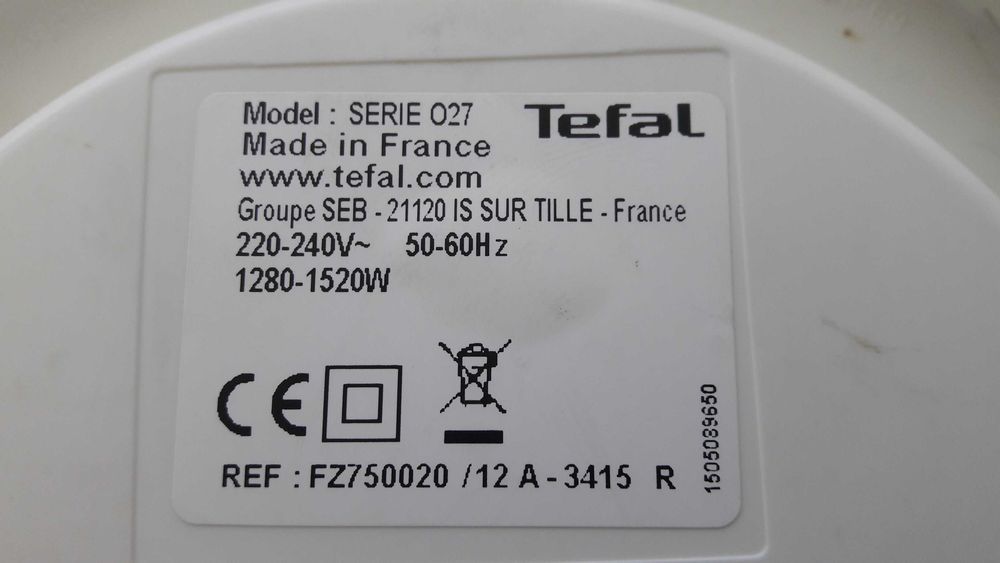 Model : SERIE O27
Tefal
Made in France
www.tefal.com
Groupe SEB - 21120 IS SUR TILLE - France
220-240V~ 50-60Hz
1280-1520W
CE
REF : FZ750020 /12 A - 3415 R
1505089650